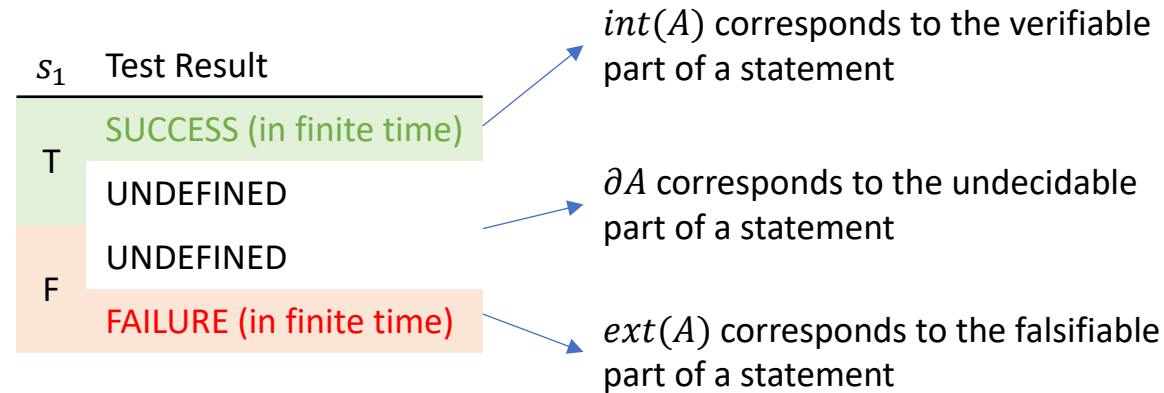 s₁ Test Result
T
SUCCESS (in finite time)
UNDEFINED
F
UNDEFINED
FAILURE (in finite time)
int(A) corresponds to the verifiable
part of a statement
∂A corresponds to the undecidable
part of a statement
ext(A) corresponds to the falsifiable
part of a statement